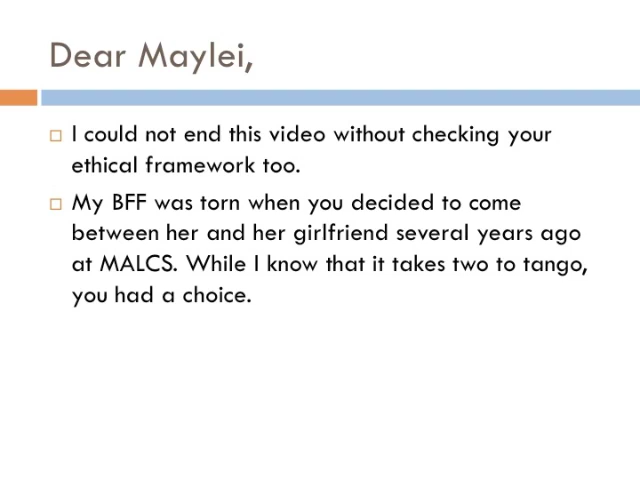 Dear Maylei,
I could not end this video without checking your
ethical framework too.
My BFF was torn when you decided to come
between her and her girlfriend several years ago
at MALCS. While I know that it takes two to tango,
you had a choice.